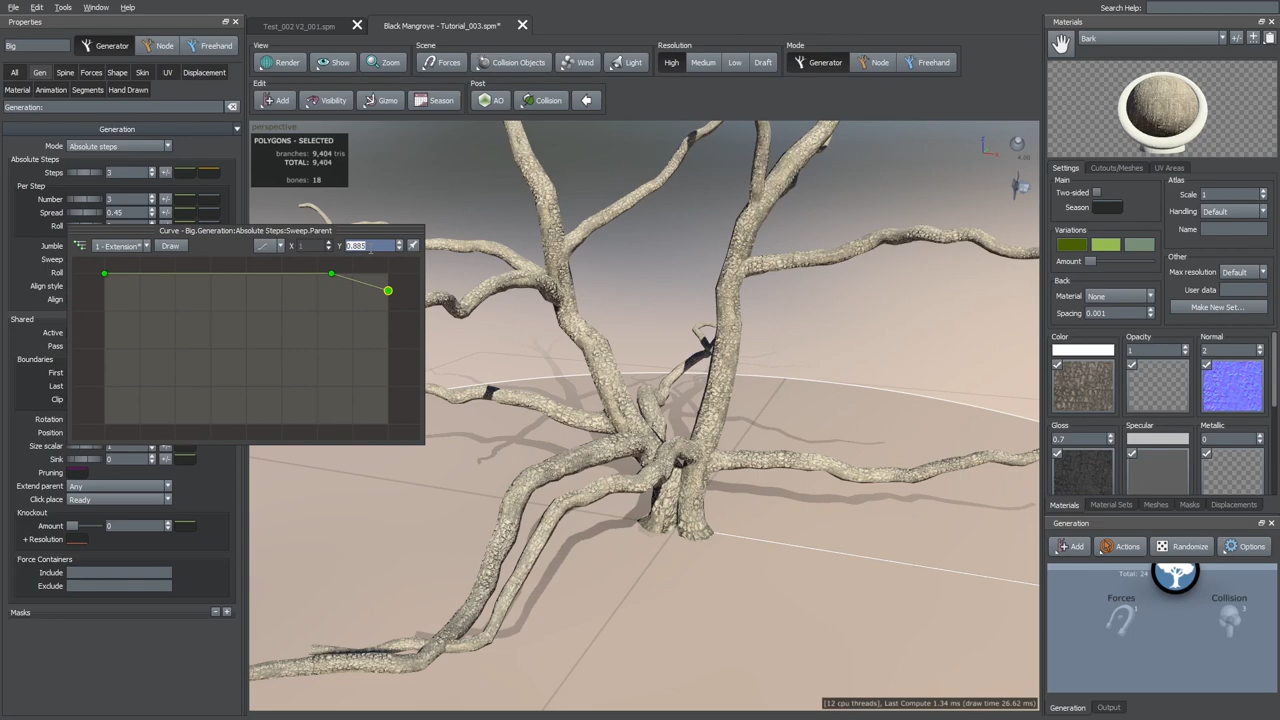 File Edit Tools Window Help
Search Help:
Properties
Test_002 V2_001.spm
Black Mangrove - Tutorial_003.spm*
Materials
Big
Generator
Node
Freehand
View
Render
Show
Zoom
Scene
Forces
Collision Objects
Wind
Light
Resolution
High
Medium
Low
Draft
Mode
Generator
Node
Freehand
Bark
All Gen Spine Forces Shape Skin UV Displacement
Material Animation Segments Hand Drawn
Edit
Add
Visibility
Gizmo
Season
Post
AO
Collision
Generation:
Generation
Mode Absolute steps
Absolute Steps
Steps 3
Per Step
Number 3
Spread 0.45
Roll
Jumble
Sweep
Roll
Align style
Align
Shared
Active
Pass
Boundaries
First
Last
Clip
Rotation
Position
Size scalar 1
Sink 0
Pruning
Extend parent Any
Click place Ready
Knockout
Amount 0
+ Resolution
Force Containers
Include
Exclude
Masks
Curve - Big.Generation:Absolute Steps:Sweep.Parent
1 - Extension*
Draw
X 1
Y 0.885
perspective
POLYGONS - SELECTED
branches: 9,404 tris
TOTAL: 9,404
bones: 18
[12 cpu threads], Last Compute 1.34 ms (draw time 26.62 ms)
Settings Cutouts/Meshes UV Areas
Main
Two-sided
Season
Variations
Amount
Back
Material None
Spacing 0.001
Atlas
Scale 1
Handling Default
Name
Other
Max resolution Default
User data
Make New Set...
Color
Opacity
1
Normal
2
Gloss
0.7
Specular
Metallic
0
Materials Material Sets Meshes Masks Displacements
Generation
Add
Actions
Randomize
Options
Total: 24
Forces
1
Collision
3
Generation Output